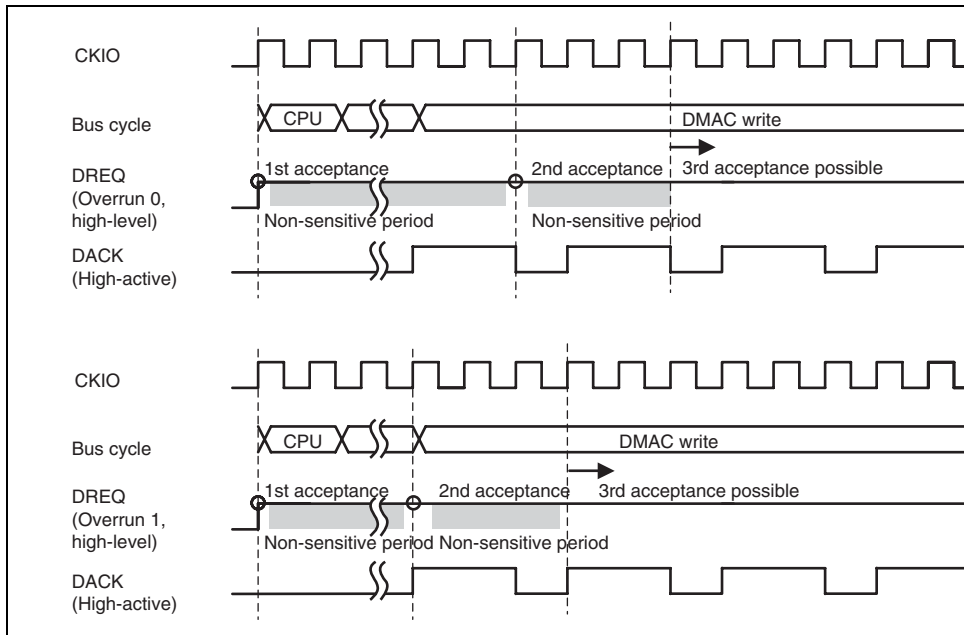 CKIO
Bus cycle
CPU
DMAC write
DREQ
(Overrun 0,
high-level)
1st acceptance
2nd acceptance
3rd acceptance possible
Non-sensitive period
Non-sensitive period
DACK
(High-active)
CKIO
Bus cycle
CPU
DMAC write
DREQ
(Overrun 1,
high-level)
1st acceptance
2nd acceptance
3rd acceptance possible
Non-sensitive period
Non-sensitive period
DACK
(High-active)